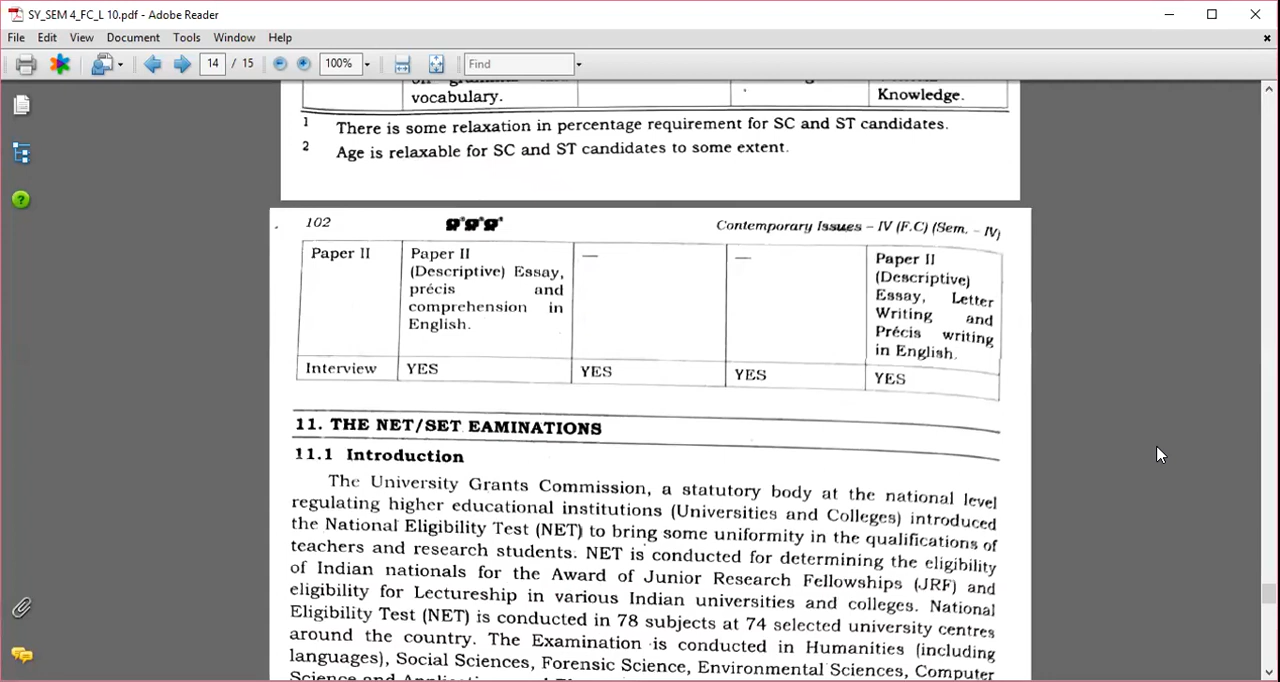 SY_SEM 4_FC_L 10.pdf - Adobe Reader
File Edit View Document Tools Window Help
14 / 15 100% Find
vocabulary.
Knowledge.
1 There is some relaxation in percentage requirement for SC and ST candidates.
2 Age is relaxable for SC and ST candidates to some extent.
102 Contemporary Issues – IV (F.C) (Sem. – IV)
Paper II
Paper II
(Descriptive) Essay,
précis and
comprehension in
English.
—
—
Paper II
(Descriptive)
Essay, Letter
Writing and
Précis writing
in English.
Interview YES YES YES YES
11. THE NET/SET EAMINATIONS
11.1 Introduction
The University Grants Commission, a statutory body at the national level
regulating higher educational institutions (Universities and Colleges) introduced
the National Eligibility Test (NET) to bring some uniformity in the qualifications of
teachers and research students. NET is conducted for determining the eligibility
of Indian nationals for the Award of Junior Research Fellowships (JRF) and
eligibility for Lectureship in various Indian universities and colleges. National
Eligibility Test (NET) is conducted in 78 subjects at 74 selected university centres
around the country. The Examination is conducted in Humanities (including
languages), Social Sciences, Forensic Science, Environmental Sciences, Computer